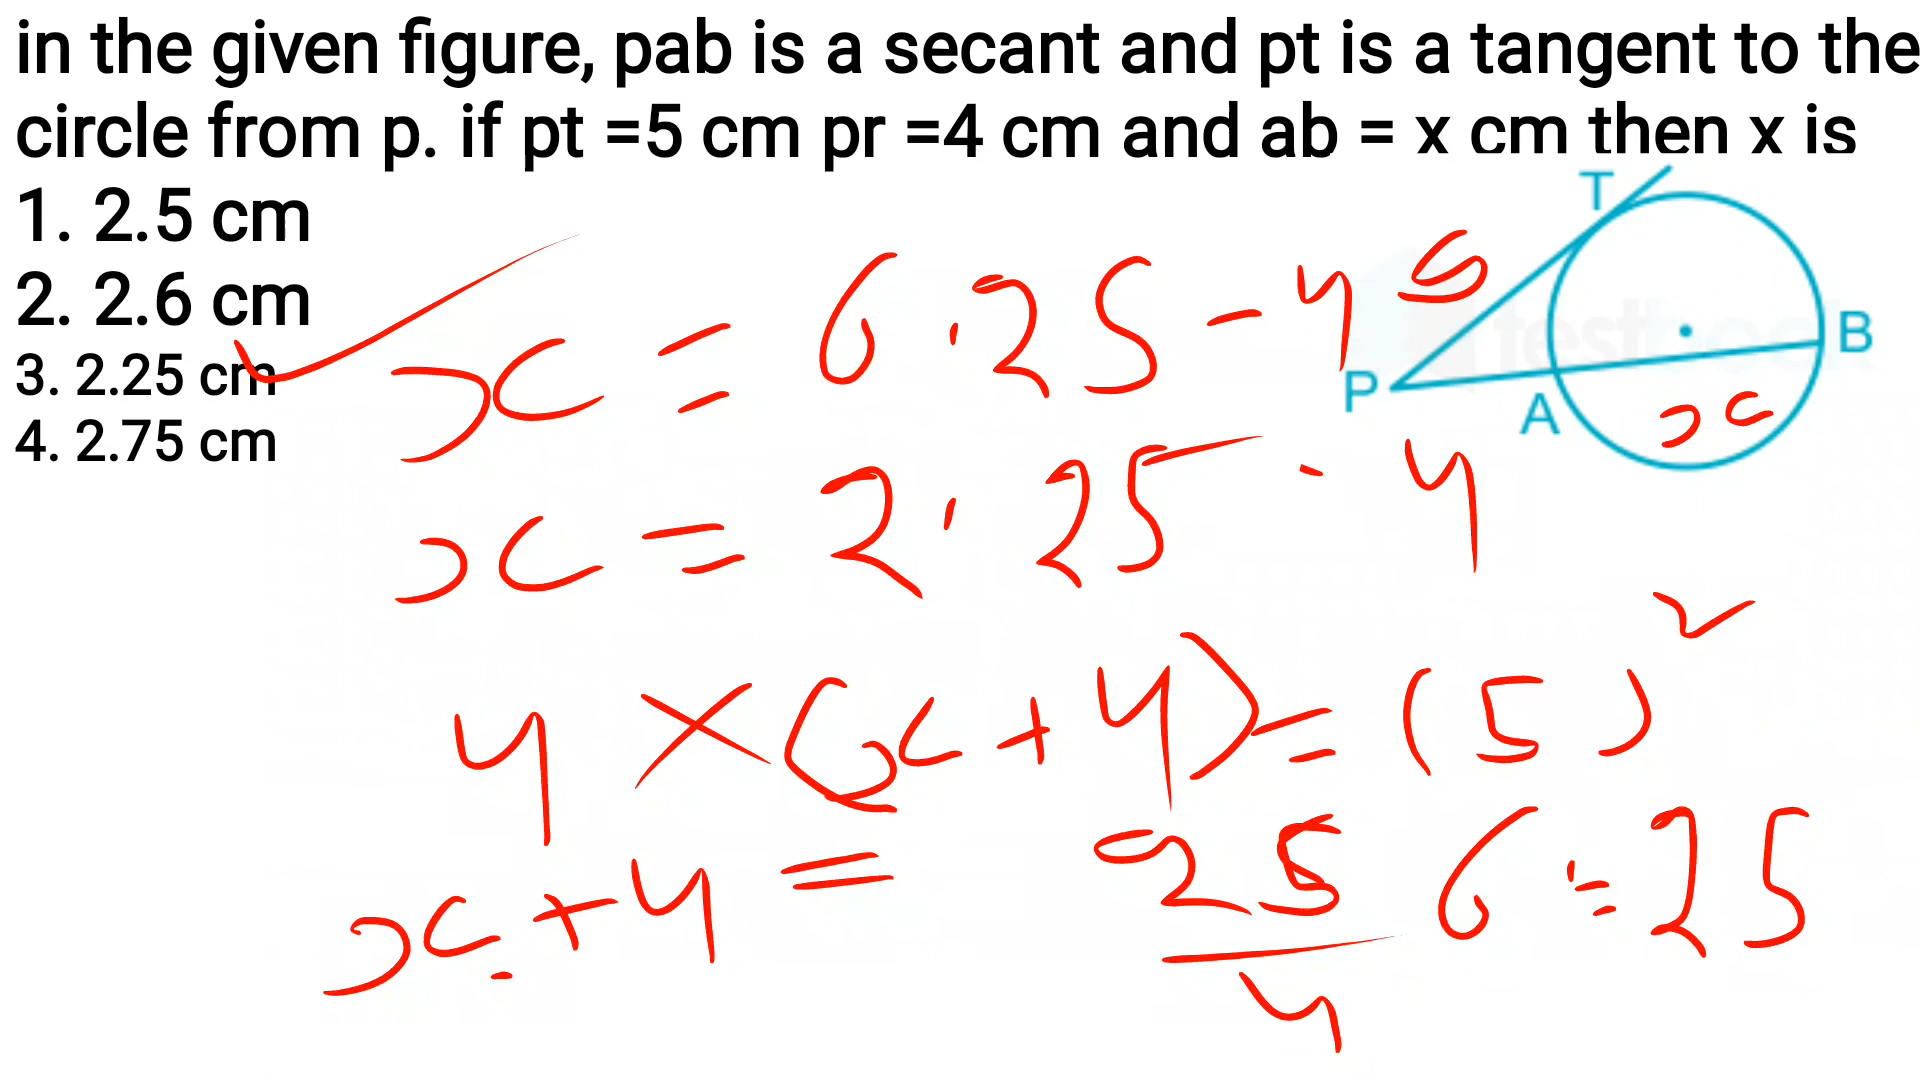 in the given figure, pab is a secant and pt is a tangent to the
circle from p. if pt =5 cm pr =4 cm and ab = x cm then x is
1. 2.5 cm
2. 2.6 cm
3. 2.25 cm
4. 2.75 cm
T
B
P
A
5
x
4
x = 6.25 - 4
x = 2.25
4 × (x + 4) = (5)²
x + 4 = 25/4 = 6.25
testbook